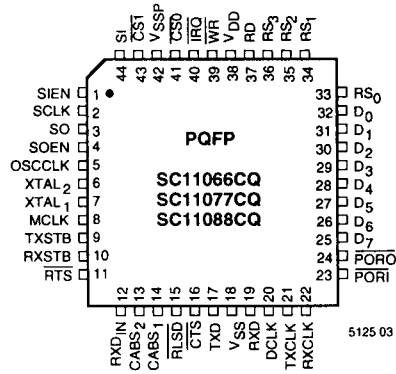 SI
CS1
VSSP
CS0
IRQ
WR
VDD
RD
RS3
RS2
RS1
44 43 42 41 40 39 38 37 36 35 34
SIEN 1
SCLK 2
SO 3
SOEN 4
OSCCLK 5
XTAL2 6
XTAL1 7
MCLK 8
TXSTB 9
RXSTB 10
RTS 11
PQFP
SC11066CQ
SC11077CQ
SC11088CQ
33 RS0
32 D0
31 D1
30 D2
29 D3
28 D4
27 D5
26 D6
25 D7
24 PORO
23 PORI
12 13 14 15 16 17 18 19 20 21 22
RXDIN
CABS2
CABS1
RLSD
CTS
TXD
VSS
RXD
DCLK
TXCLK
RXCLK
5125 03